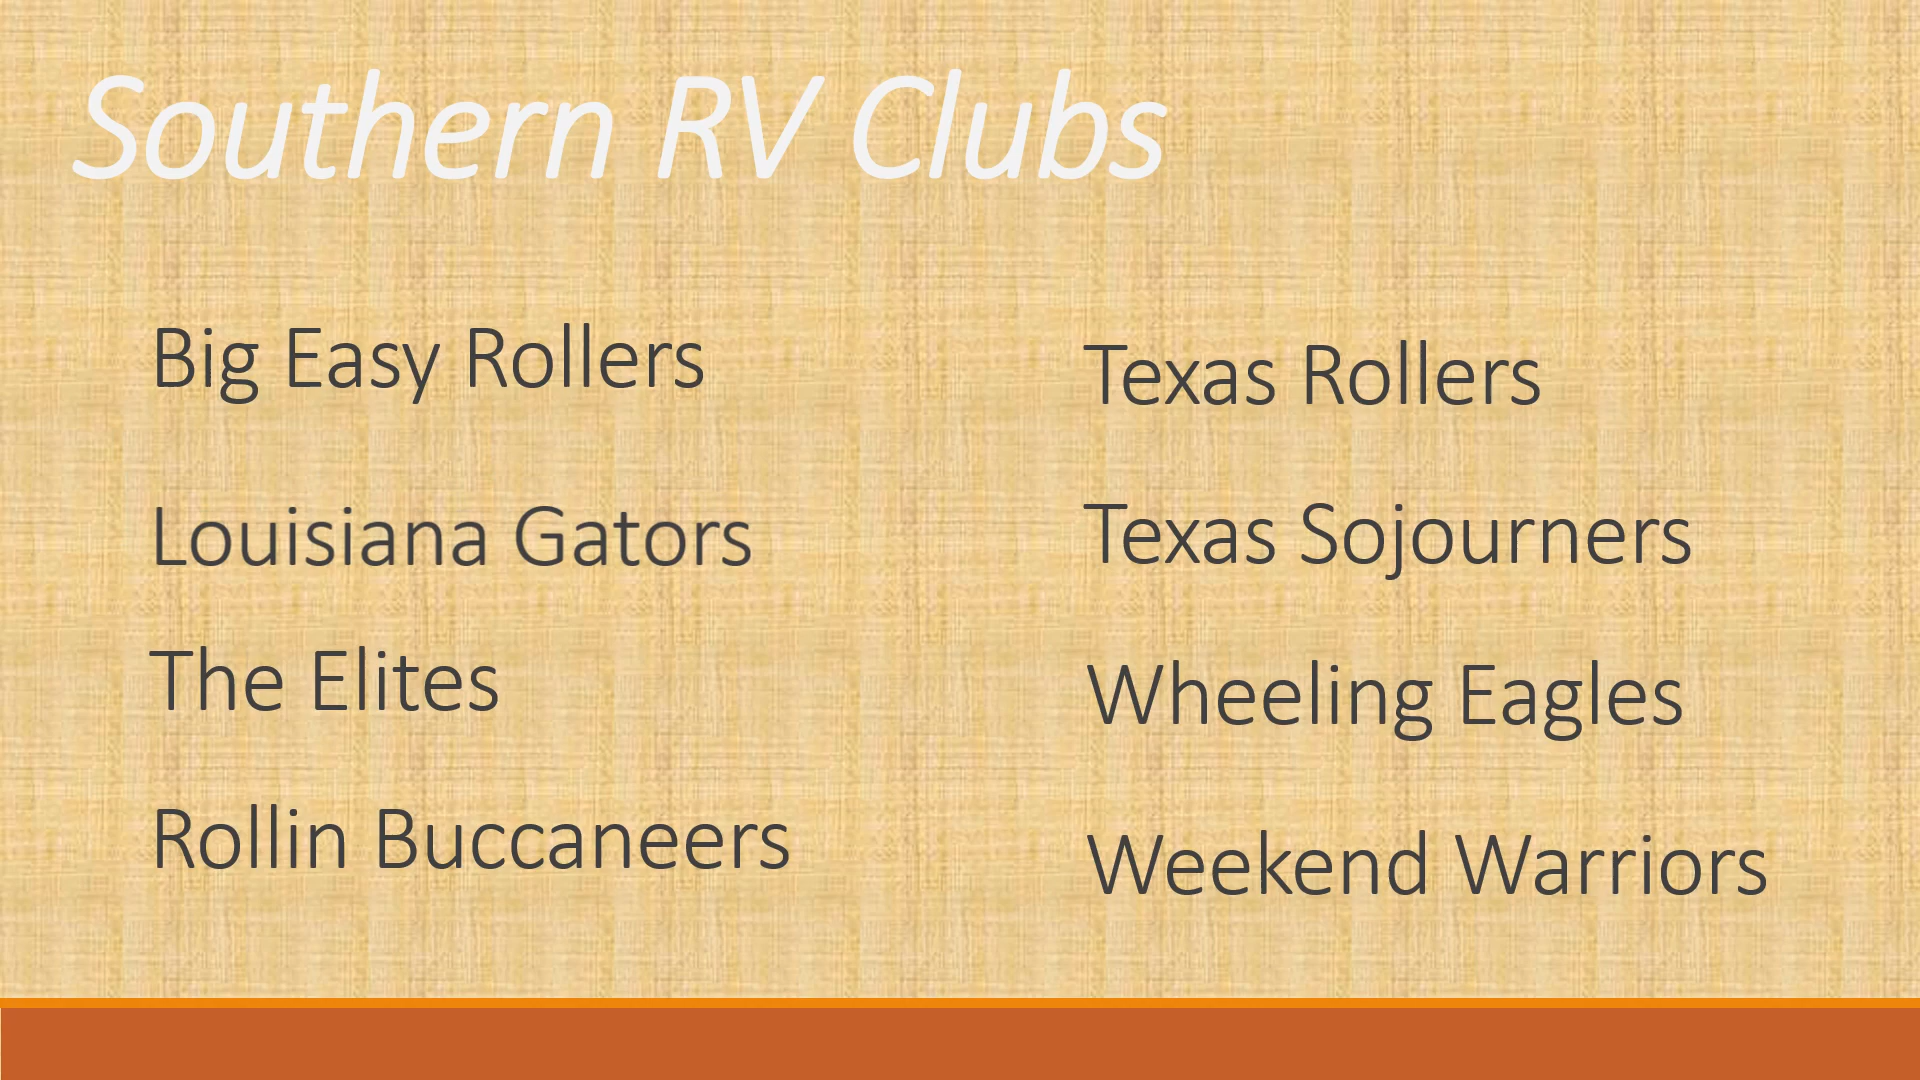 Southern RV Clubs
Big Easy Rollers
Louisiana Gators
The Elites
Rollin Buccaneers
Texas Rollers
Texas Sojourners
Wheeling Eagles
Weekend Warriors